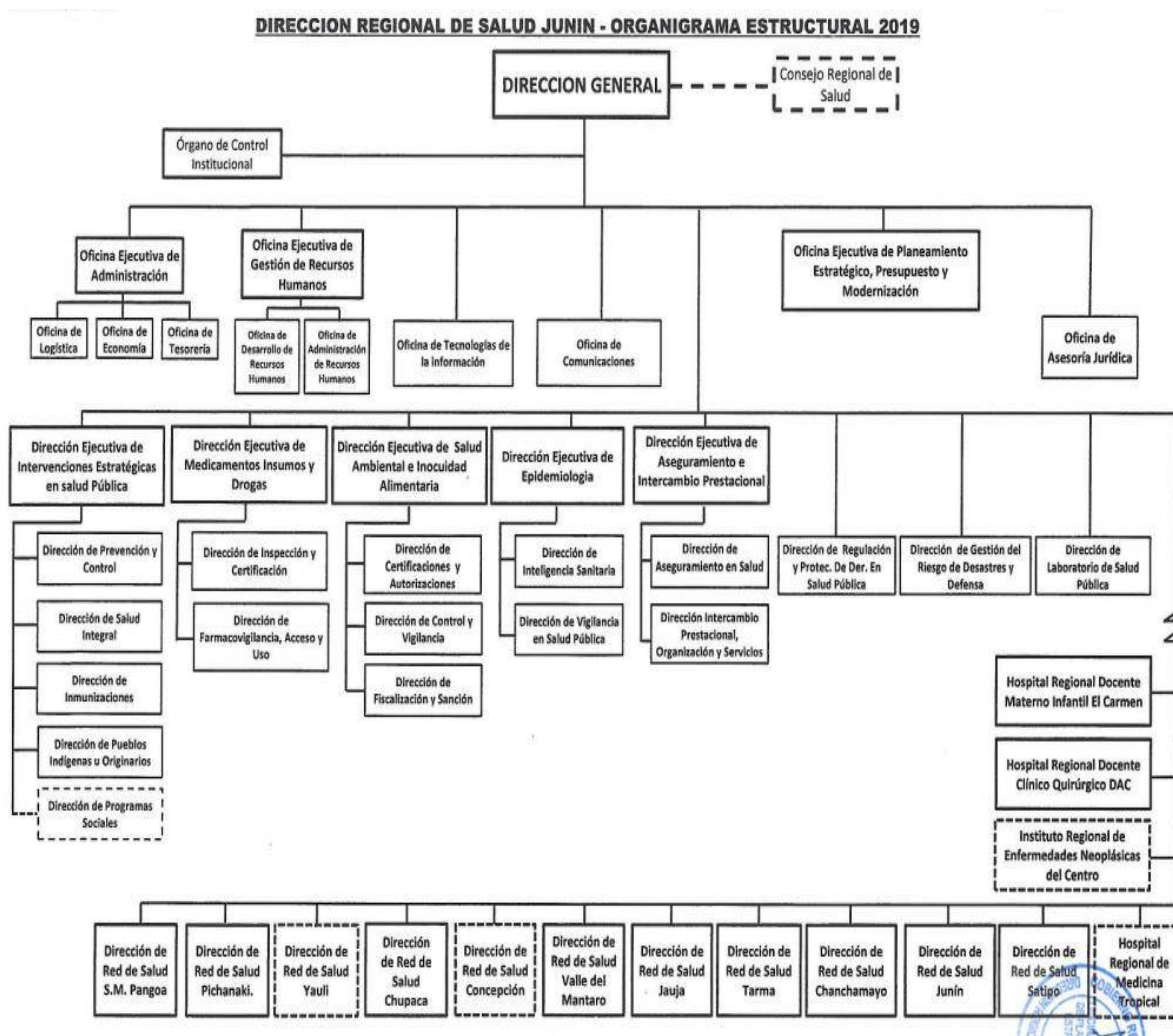 DIRECCION REGIONAL DE SALUD JUNIN - ORGANIGRAMA ESTRUCTURAL 2019
DIRECCION GENERAL
Consejo Regional de
Salud
Órgano de Control
Institucional
Oficina Ejecutiva de
Administración
Oficina Ejecutiva de
Gestión de Recursos
Humanos
Oficina Ejecutiva de Planeamiento
Estratégico, Presupuesto y
Modernización
Oficina de
Logística
Oficina de
Economía
Oficina de
Tesorería
Oficina de
Desarrollo de
Recursos
Humanos
Oficina de
Administración
de Recursos
Humanos
Oficina de Tecnologías de
la Información
Oficina de
Comunicaciones
Oficina de
Asesoría Jurídica
Dirección Ejecutiva de
Intervenciones Estratégicas
en salud Pública
Dirección Ejecutiva de
Medicamentos Insumos y
Drogas
Dirección Ejecutiva de Salud
Ambiental e Inocuidad
Alimentaria
Dirección Ejecutiva de
Epidemiologia
Dirección Ejecutiva de
Aseguramiento e
Intercambio Prestacional
Dirección de Prevención y
Control
Dirección de Salud
Integral
Dirección de
Inmunizaciones
Dirección de Pueblos
Indígenas u Originarios
Dirección de Programas
Sociales
Dirección de Inspección y
Certificación
Dirección de
Farmacovigilancia, Acceso y
Uso
Dirección de
Certificaciones y
Autorizaciones
Dirección de Control y
Vigilancia
Dirección de
Fiscalización y Sanción
Dirección de
Inteligencia Sanitaria
Dirección de Vigilancia
en Salud Pública
Dirección de
Aseguramiento en Salud
Dirección Intercambio
Prestacional,
Organización y Servicios
Dirección de Regulación
y Protec. De Der. En
Salud Pública
Dirección de Gestión del
Riesgo de Desastres y
Defensa
Dirección de
Laboratorio de Salud
Pública
Hospital Regional Docente
Materno Infantil El Carmen
Hospital Regional Docente
Clínico Quirúrgico DAC
Instituto Regional de
Enfermedades Neoplásicas
del Centro
Dirección de
Red de Salud
S.M. Pangoa
Dirección de
Red de Salud
Pichanaki.
Dirección de
Red de Salud
Yauli
Dirección
de Red de
Salud
Chupaca
Dirección de
Red de Salud
Concepción
Dirección de
Red de Salud
Valle del
Mantaro
Dirección de
Red de Salud
Jauja
Dirección de
Red de Salud
Tarma
Dirección de
Red de Salud
Chanchamayo
Dirección de
Red de Salud
Junín
Dirección de
Red de Salud
Satipo
Hospital
Regional de
Medicina
Tropical